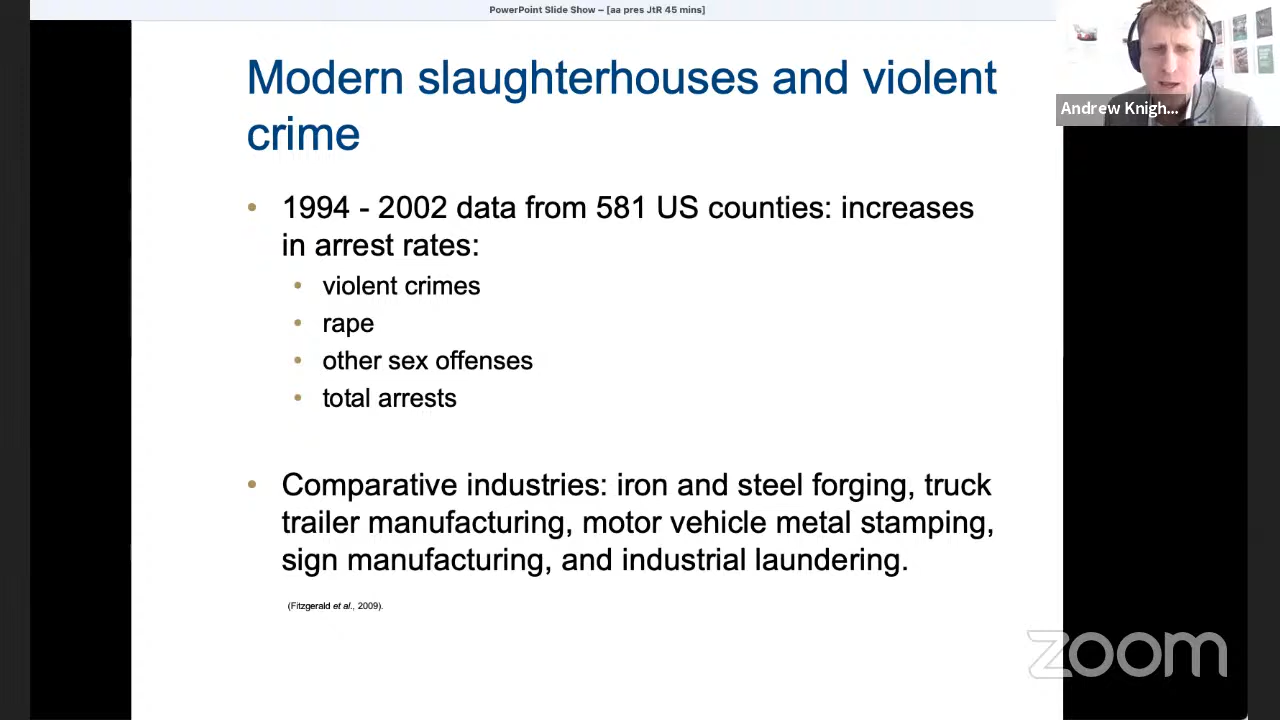 PowerPoint Slide Show – [aa pres JtR 45 mins]
Andrew Knigh...
Modern slaughterhouses and violent
crime
• 1994 - 2002 data from 581 US counties: increases
in arrest rates:
• violent crimes
• rape
• other sex offenses
• total arrests
• Comparative industries: iron and steel forging, truck
trailer manufacturing, motor vehicle metal stamping,
sign manufacturing, and industrial laundering.
(Fitzgerald et al., 2009).
zoom